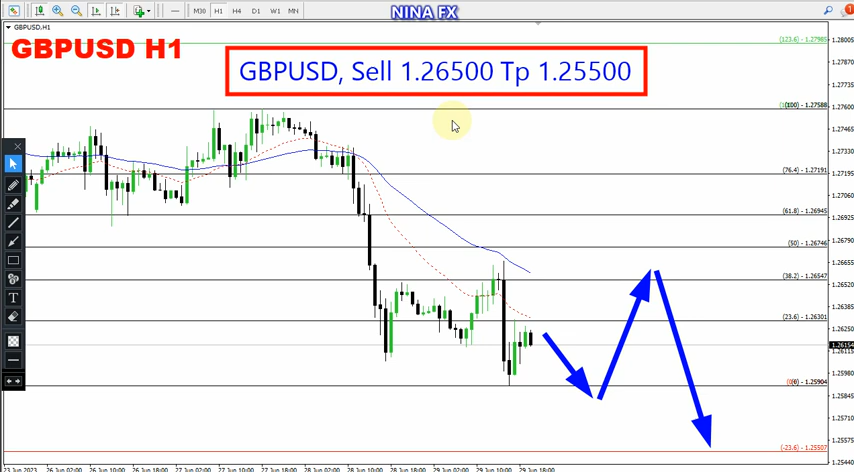 NINA FX
M30 H1 H4 D1 W1 MN
GBPUSD,H1
GBPUSD H1
GBPUSD, Sell 1.26500 Tp 1.25500
(123.6) - 1.27985
(100) - 1.27588
(76.4) - 1.27191
(61.8) - 1.26945
(50) - 1.26746
(38.2) - 1.26547
(23.6) - 1.26301
(0) - 1.25904
(-23.6) - 1.25507
1.28005
1.27870
1.27735
1.27600
1.27330
1.27195
1.27060
1.26925
1.26790
1.26655
1.26520
1.26385
1.26250
1.26154
1.26115
1.25980
1.25845
1.25710
1.25575
1.25440
T
23 Jun 2023
26 Jun 02:00
26 Jun 10:00
26 Jun 18:00
27 Jun 02:00
27 Jun 10:00
27 Jun 18:00
28 Jun 02:00
28 Jun 10:00
28 Jun 18:00
29 Jun 02:00
29 Jun 10:00
29 Jun 18:00